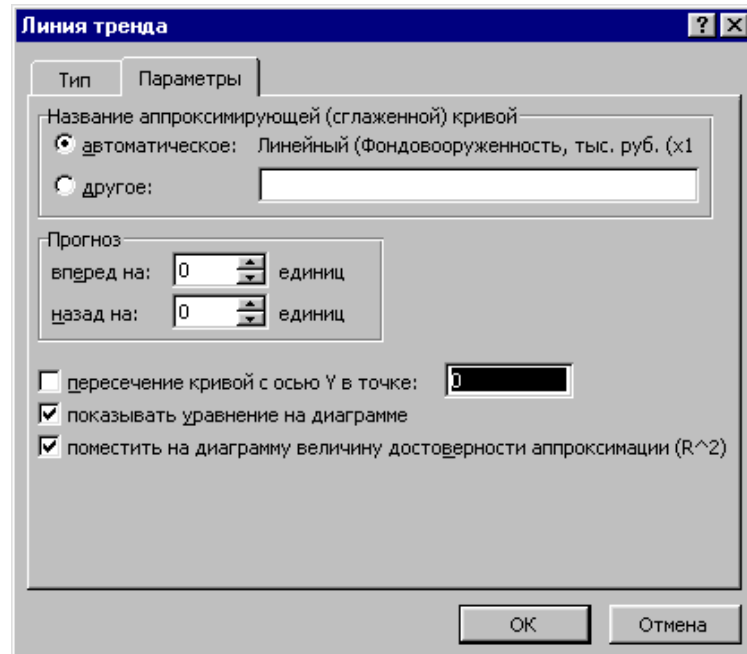 Линия тренда
Тип Параметры
Название аппроксимирующей (сглаженной) кривой
автоматическое: Линейный (Фондовооруженность, тыс. руб. (x1
другое:
Прогноз
вперед на: 0 единиц
назад на: 0 единиц
пересечение кривой с осью Y в точке: 0
показывать уравнение на диаграмме
поместить на диаграмму величину достоверности аппроксимации (R^2)
OK Отмена